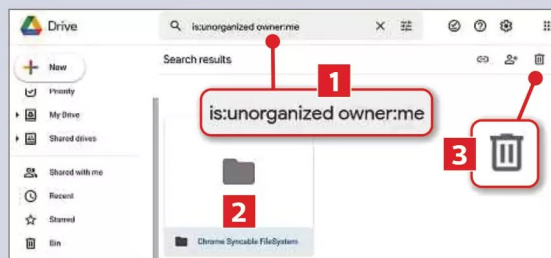 Drive
is:unorganized owner:me
New
Search results
Priority
My Drive
Shared drives
Shared with me
Recent
Starred
Bin
1
is:unorganized owner:me
2
3
Chrome Syncable FileSystem